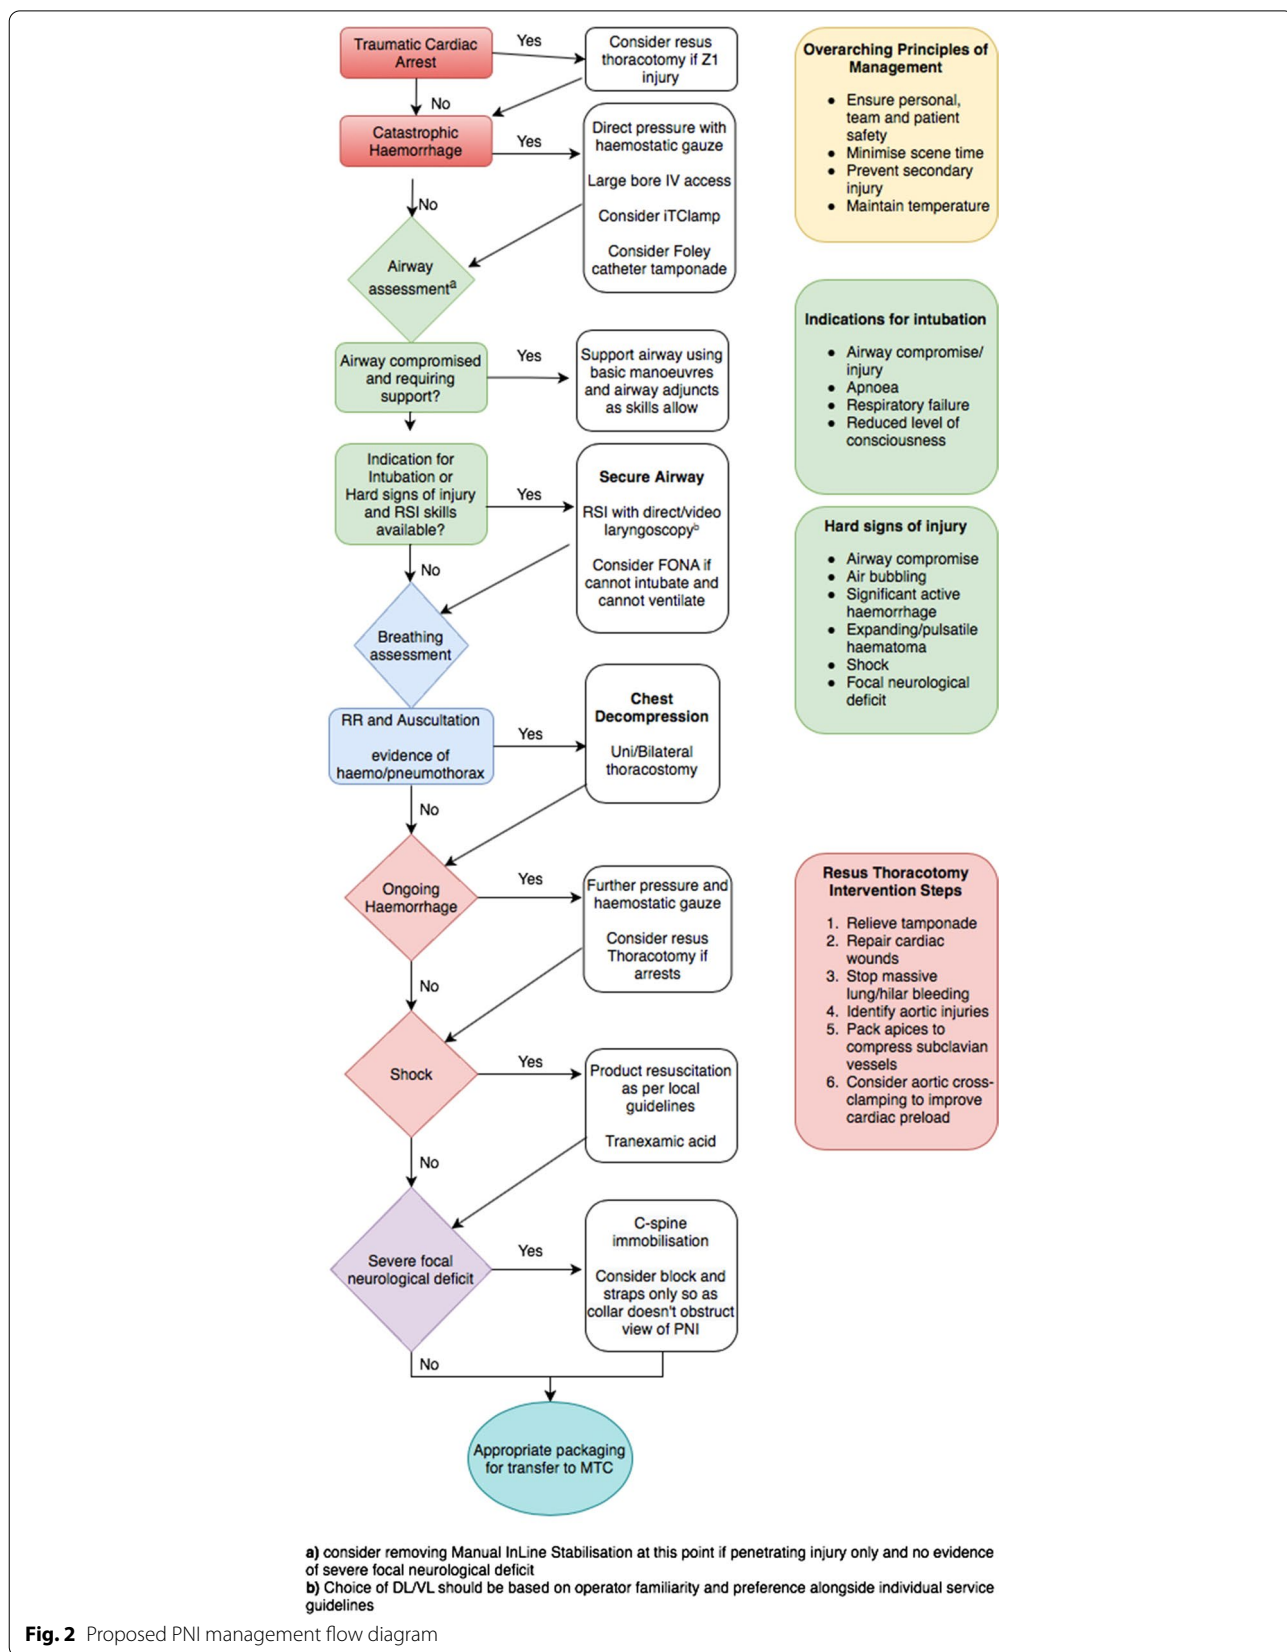 Traumatic Cardiac
Arrest
Yes
Consider resus
thoracotomy if Z1
injury
No
Catastrophic
Haemorrhage
Yes
Direct pressure with
haemostatic gauze
Large bore IV access
Consider iTClamp
Consider Foley
catheter tamponade
No
Airway
assessmentᵃ
Airway compromised
and requiring
support?
Yes
Support airway using
basic manoeuvres
and airway adjuncts
as skills allow
Indication for
Intubation or
Hard signs of injury
and RSI skills
available?
Yes
Secure Airway
RSI with direct/video
laryngoscopyᵇ
Consider FONA if
cannot intubate and
cannot ventilate
No
Breathing
assessment
RR and Auscultation
evidence of
haemo/pneumothorax
Yes
Chest
Decompression
Uni/Bilateral
thoracostomy
No
Ongoing
Haemorrhage
Yes
Further pressure and
haemostatic gauze
Consider resus
Thoracotomy if
arrests
No
Shock
Yes
Product resuscitation
as per local
guidelines
Tranexamic acid
No
Severe focal
neurological deficit
Yes
C-spine
immobilisation
Consider block and
straps only so as
collar doesn't obstruct
view of PNI
No
Appropriate packaging
for transfer to MTC
Overarching Principles of
Management
● Ensure personal,
team and patient
safety
● Minimise scene time
● Prevent secondary
injury
● Maintain temperature
Indications for intubation
● Airway compromise/
injury
● Apnoea
● Respiratory failure
● Reduced level of
consciousness
Hard signs of injury
● Airway compromise
● Air bubbling
● Significant active
haemorrhage
● Expanding/pulsatile
haematoma
● Shock
● Focal neurological
deficit
Resus Thoracotomy
Intervention Steps
1. Relieve tamponade
2. Repair cardiac
wounds
3. Stop massive
lung/hilar bleeding
4. Identify aortic injuries
5. Pack apices to
compress subclavian
vessels
6. Consider aortic cross-
clamping to improve
cardiac preload
a) consider removing Manual InLine Stabilisation at this point if penetrating injury only and no evidence
of severe focal neurological deficit
b) Choice of DL/VL should be based on operator familiarity and preference alongside individual service
guidelines
Fig. 2 Proposed PNI management flow diagram